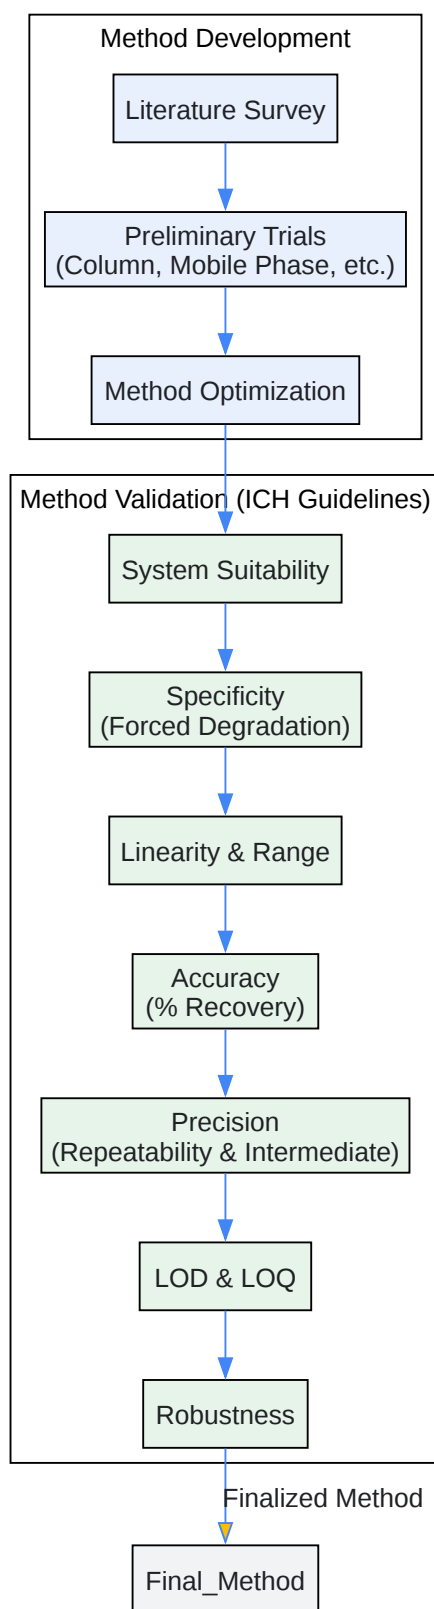 Method Development
Literature Survey
Preliminary Trials
(Column, Mobile Phase, etc.)
Method Optimization
Method Validation (ICH Guidelines)
System Suitability
Specificity
(Forced Degradation)
Linearity & Range
Accuracy
(% Recovery)
Precision
(Repeatability & Intermediate)
LOD & LOQ
Robustness
Finalized Method
Final_Method